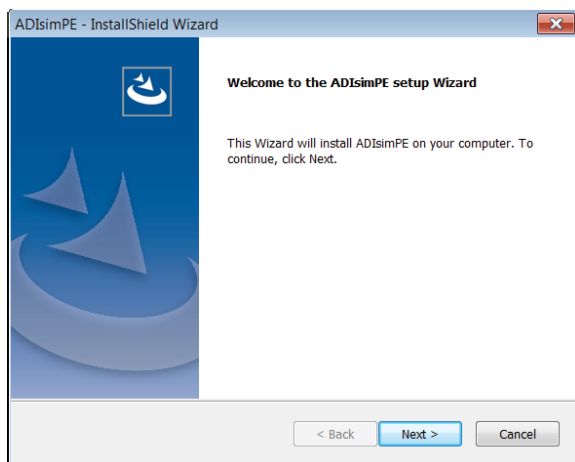 ADIsimPE - InstallShield Wizard
Welcome to the ADIsimPE setup Wizard
This Wizard will install ADIsimPE on your computer. To
continue, click Next.
< Back Next > Cancel